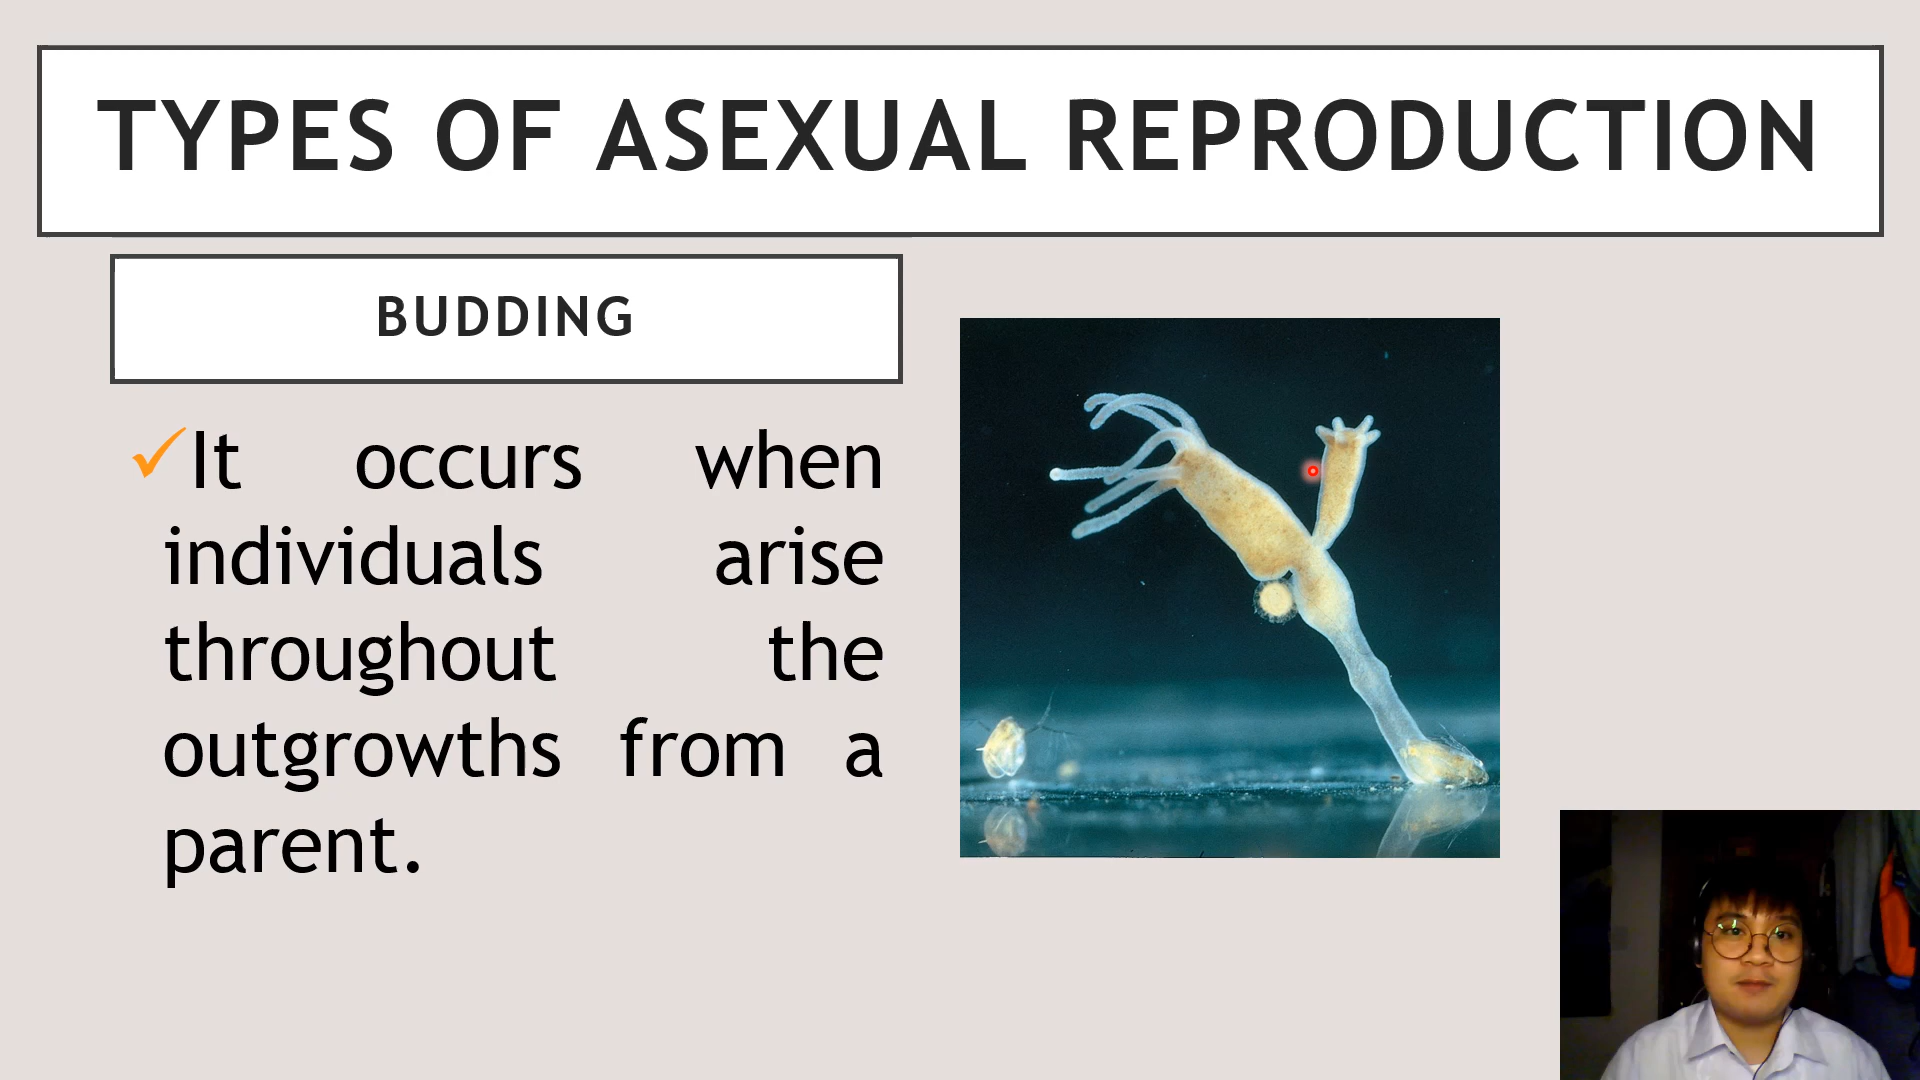 TYPES OF ASEXUAL REPRODUCTION
BUDDING
✓It occurs when
individuals arise
throughout the
outgrowths from a
parent.